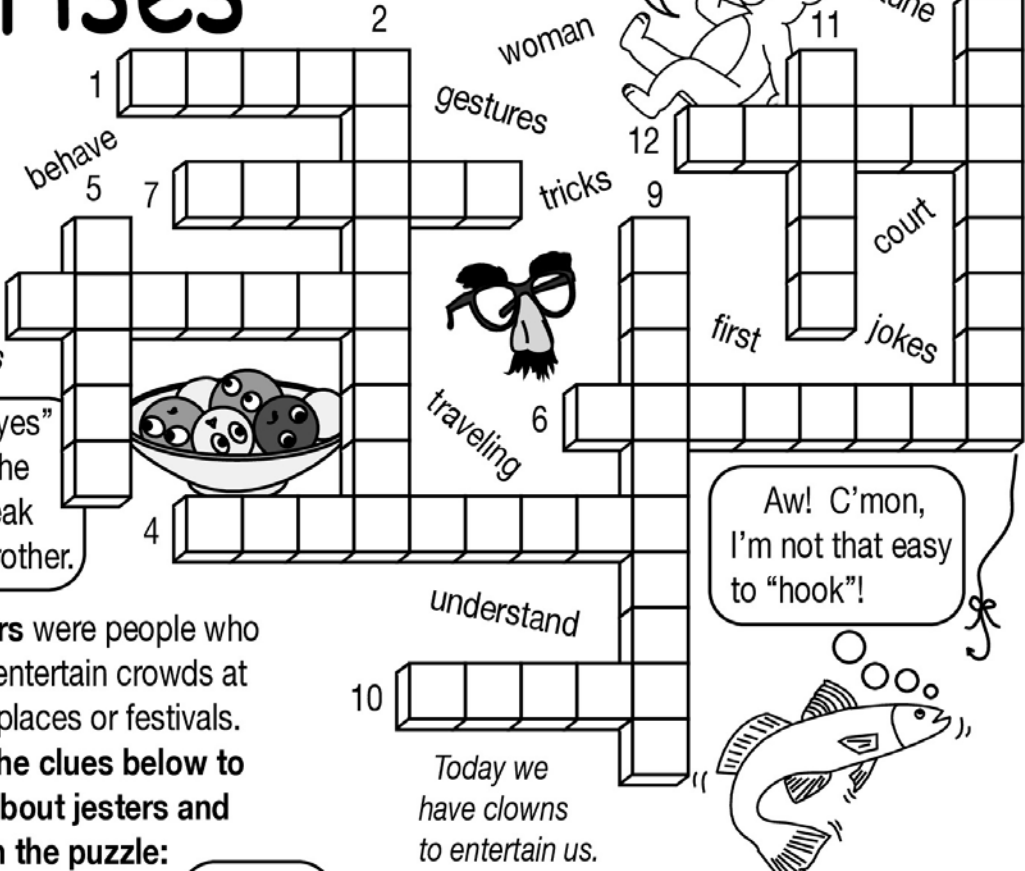 2
11
1
woman
gestures
12
behave
5
7
tricks
9
court
first
jokes
yes"
6
traveling
he
eak
4
other.
Aw! C'mon,
I'm not that easy
to "hook"!
understand
rs were people who
entertain crowds at
places or festivals.
he clues below to
bout jesters and
n the puzzle:
10
Today we
have clowns
to entertain us.